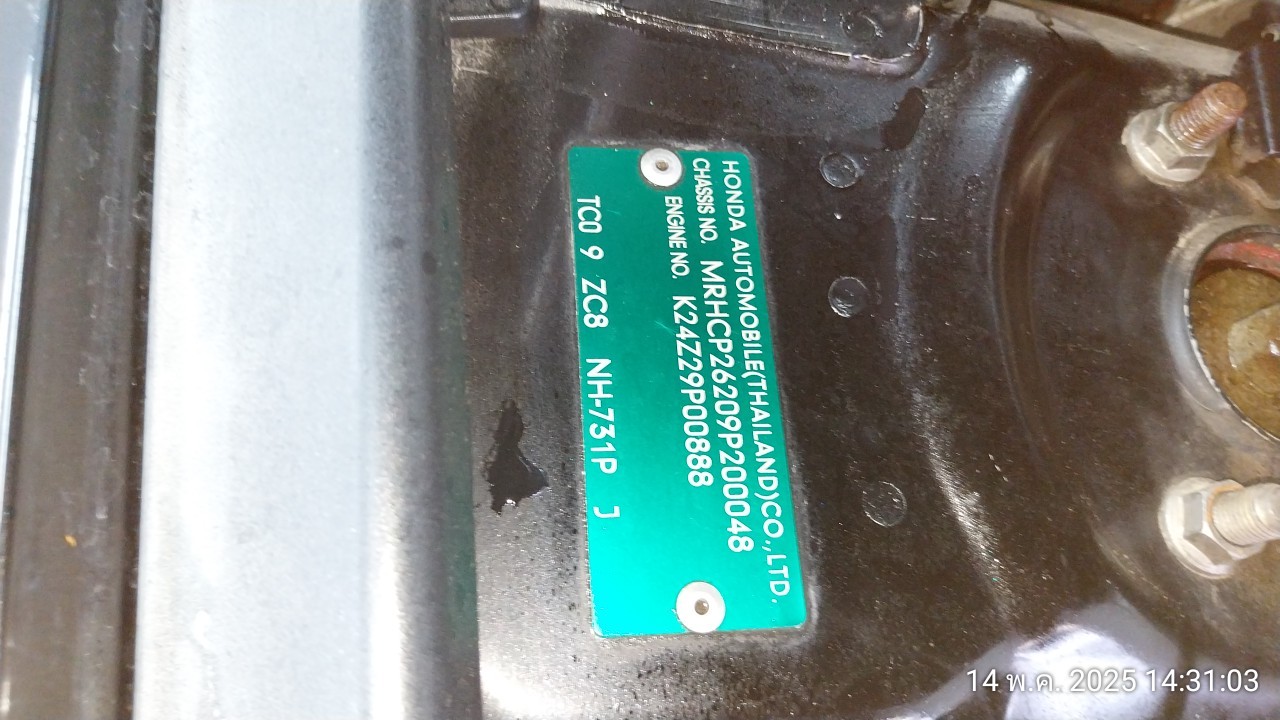 HONDA AUTOMOBILE(THAILAND)CO.,LTD.
CHASSIS NO. MRHCP26209P200048
ENGINE NO. K24Z29P00888
TC0 9 ZC8 NH-731P J
14 พ.ค. 2025 14:31:03